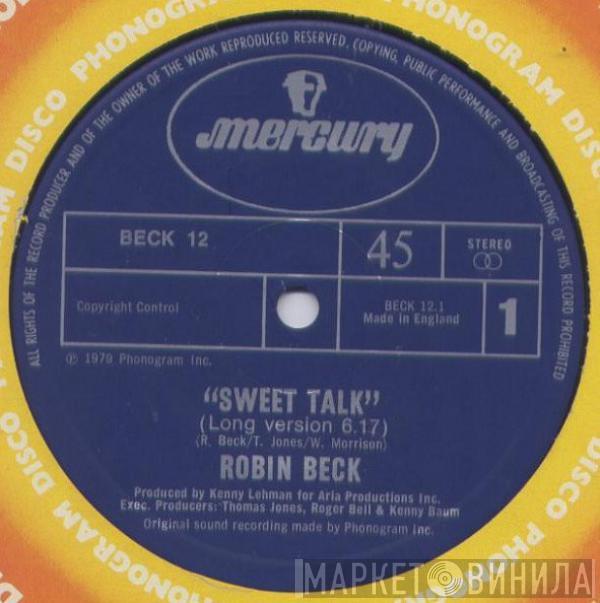 DISCO PHONOGRAM DISCO PHONOGRAM DISCO PHONOGRAM
ALL RIGHTS OF THE RECORD PRODUCER AND OF THE OWNER OF THE WORK REPRODUCED RESERVED. COPYING, PUBLIC PERFORMANCE AND BROADCASTING OF THIS RECORD PROHIBITED
mercury
BECK 12
45
STEREO
Copyright Control
BECK 12.1
Made in England
1
℗ 1979 Phonogram Inc.
"SWEET TALK"
(Long version 6.17)
(R. Beck/T. Jones/W. Morrison)
ROBIN BECK
Produced by Kenny Lehman for Aria Productions Inc.
Exec. Producers: Thomas Jones, Roger Bell & Kenny Baum
Original sound recording made by Phonogram Inc.
МАРКЕТ ВИНИЛА